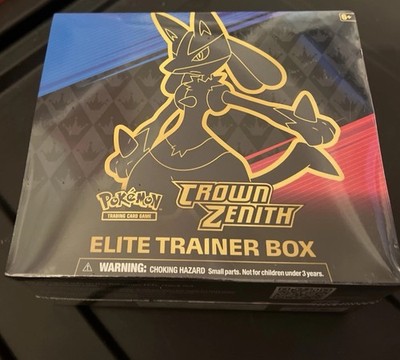 6+
Pokémon
TRADING CARD GAME
CROWN
ZENITH
ELITE TRAINER BOX
WARNING: CHOKING HAZARD Small parts. Not for children under 3 years.